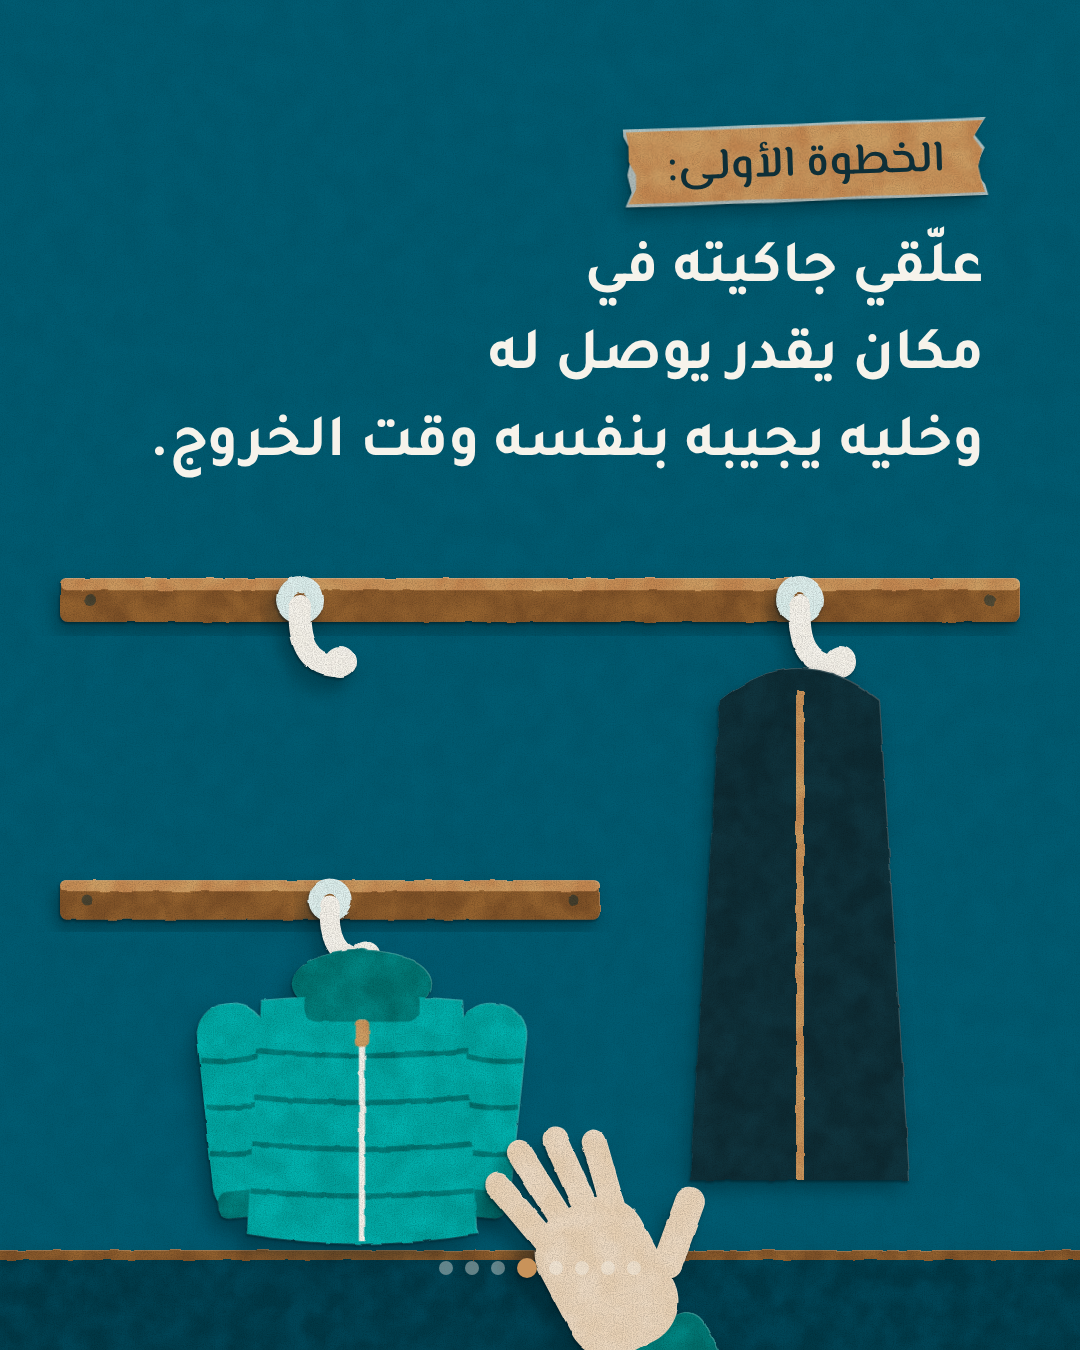 الخطوة الأولى:
علّقي جاكيته في
مكان يقدر يوصل له
وخليه يجيبه بنفسه وقت الخروج.